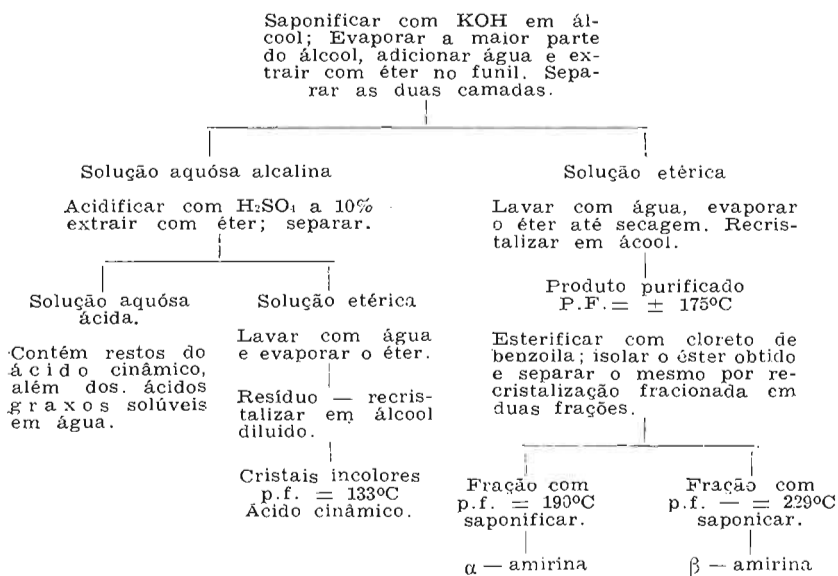 Saponificar com KOH em ál-
cool; Evaporar a maior parte
do álcool, adicionar água e ex-
trair com éter no funil. Sepa-
rar as duas camadas.
Solução aquósa alcalina
Acidificar com H₂SO₄ a 10%
extrair com éter; separar.
Solução aquósa
ácida.
Contém restos do
ácido cinâmico,
além dos. ácidos
graxos solúveis
em água.
Solução etérica
Lavar com água
e evaporar o éter.
Resíduo — recris-
talizar em álcool
diluido.
Cristais incolores
p.f. = 133ºC
Ácido cinâmico.
Solução etérica
Lavar com água, evaporar
o éter até secagem. Recris-
talizar em ácool.
Produto purificado
P.F. = ± 175ºC
Esterificar com cloreto de
benzoila; isolar o éster obtido
e separar o mesmo por re-
cristalização fracionada em
duas frações.
Fração com
p.f. = 190ºC
saponificar.
α — amirina
Fração com
p.f. — = 229ºC
saponicar.
β — amirina